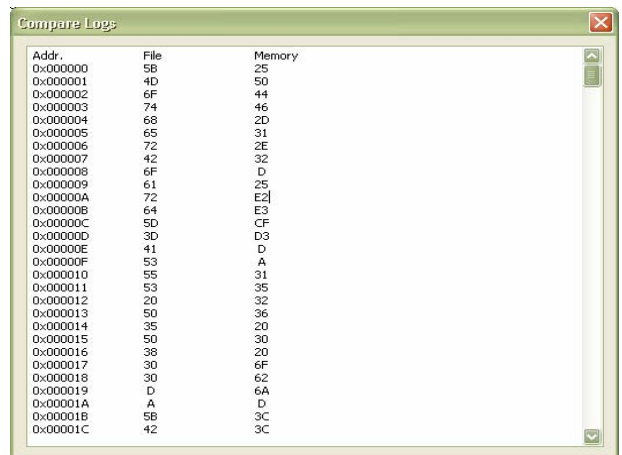 Compare Logs
Addr. File Memory
0x000000 5B 25
0x000001 4D 50
0x000002 6F 44
0x000003 74 46
0x000004 68 2D
0x000005 65 31
0x000006 72 2E
0x000007 42 32
0x000008 6F D
0x000009 61 25
0x00000A 72 E2
0x00000B 64 E3
0x00000C 5D CF
0x00000D 3D D3
0x00000E 41 D
0x00000F 53 A
0x000010 55 31
0x000011 53 35
0x000012 20 32
0x000013 50 36
0x000014 35 20
0x000015 50 30
0x000016 38 20
0x000017 30 6F
0x000018 30 62
0x000019 D 6A
0x00001A A D
0x00001B 5B 3C
0x00001C 42 3C